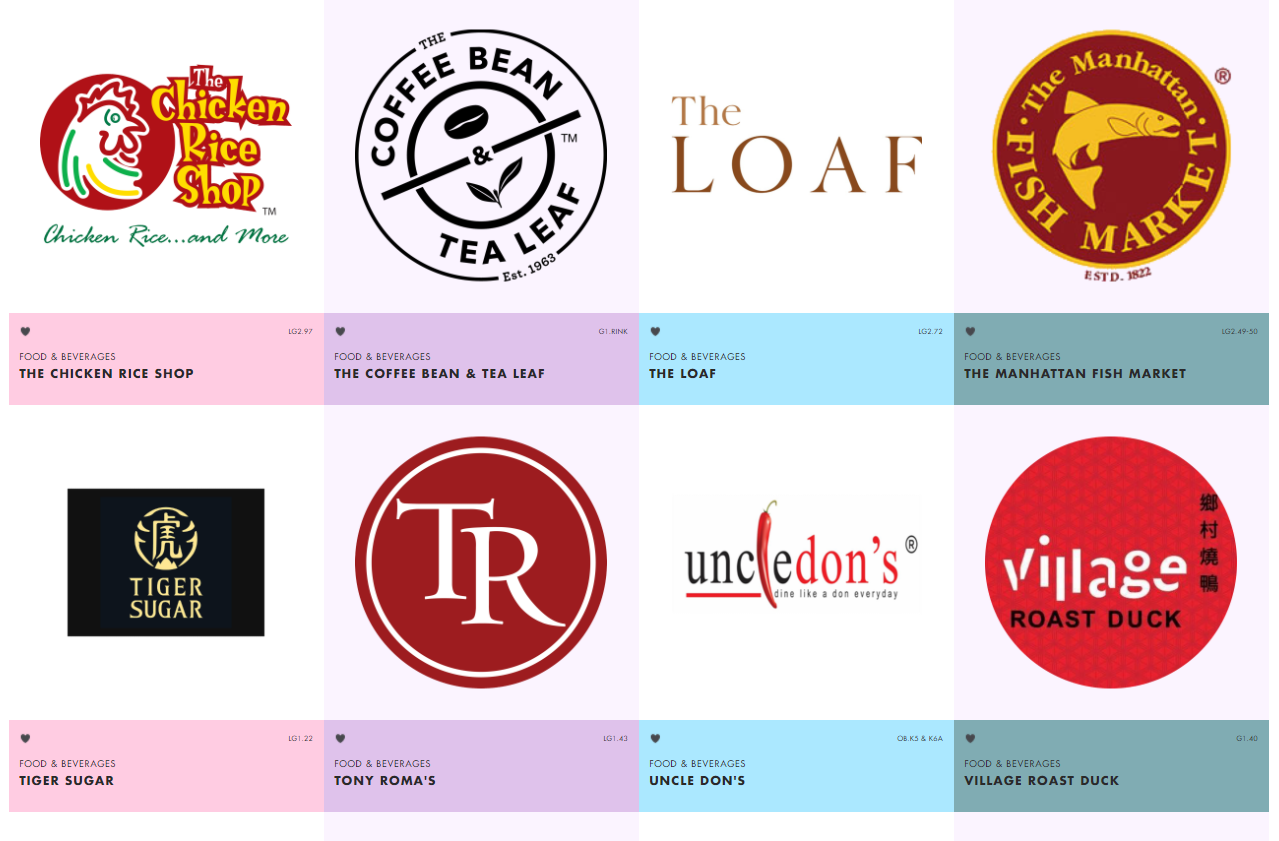 The
Chicken
Rice
Shop
TM
Chicken Rice...and More
THE
COFFEE BEAN
&
TM
TEA LEAF
Est. 1963
The
LOAF
The Manhattan
®
FISH MARKET
ESTD. 1822
LG2.97
FOOD & BEVERAGES
THE CHICKEN RICE SHOP
G1.RINK
FOOD & BEVERAGES
THE COFFEE BEAN & TEA LEAF
LG2.72
FOOD & BEVERAGES
THE LOAF
LG2.49-50
FOOD & BEVERAGES
THE MANHATTAN FISH MARKET
虎
TIGER
SUGAR
TR
uncledon's®
dine like a don everyday
village
ROAST DUCK
鄉村燒鴨
LG1.22
FOOD & BEVERAGES
TIGER SUGAR
LG1.43
FOOD & BEVERAGES
TONY ROMA'S
OB.K5 & K6A
FOOD & BEVERAGES
UNCLE DON'S
G1.40
FOOD & BEVERAGES
VILLAGE ROAST DUCK